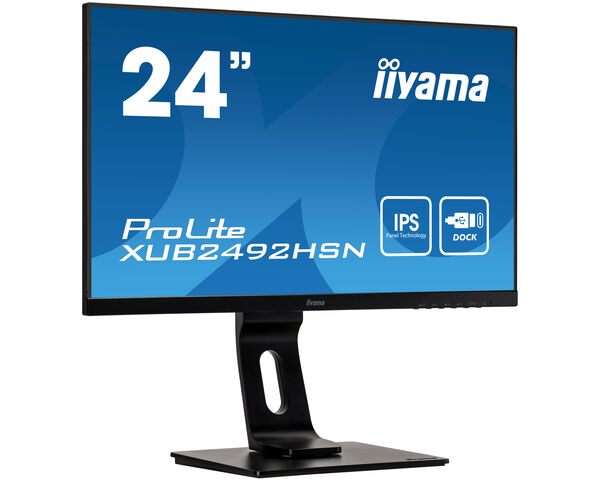 24”
iiyama
ProLite
XUB2492HSN
IPS
Panel Technology
DOCK
iiyama